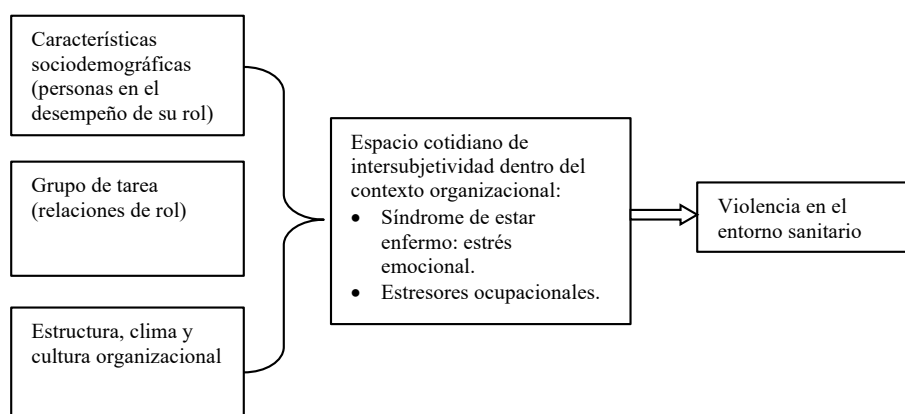 Características
sociodemográficas
(personas en el
desempeño de su rol)
Grupo de tarea
(relaciones de rol)
Estructura, clima y
cultura organizacional
Espacio cotidiano de
intersubjetividad dentro del
contexto organizacional:
• Síndrome de estar
enfermo: estrés
emocional.
• Estresores ocupacionales.
Violencia en el
entorno sanitario